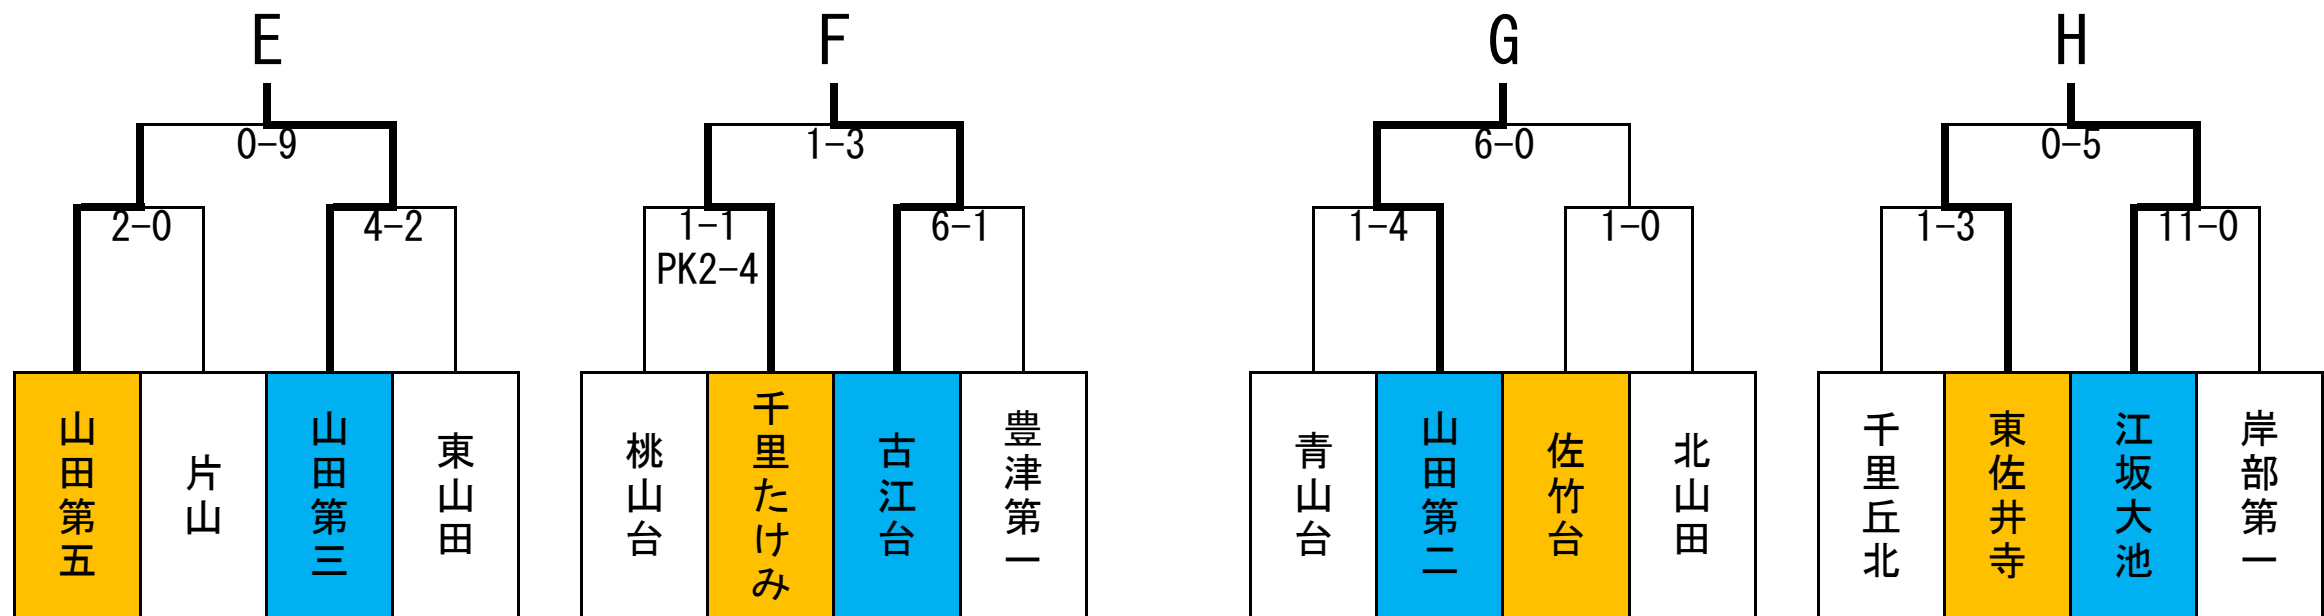 E
F
G
H
0-9
1-3
6-0
0-5
2-0
4-2
1-1
PK2-4
6-1
1-4
1-0
1-3
11-0
山田第五
片山
山田第三
東山田
桃山台
千里たけみ
古江台
豊津第一
青山台
山田第二
佐竹台
北山田
千里丘北
東佐井寺
江坂大池
岸部第一